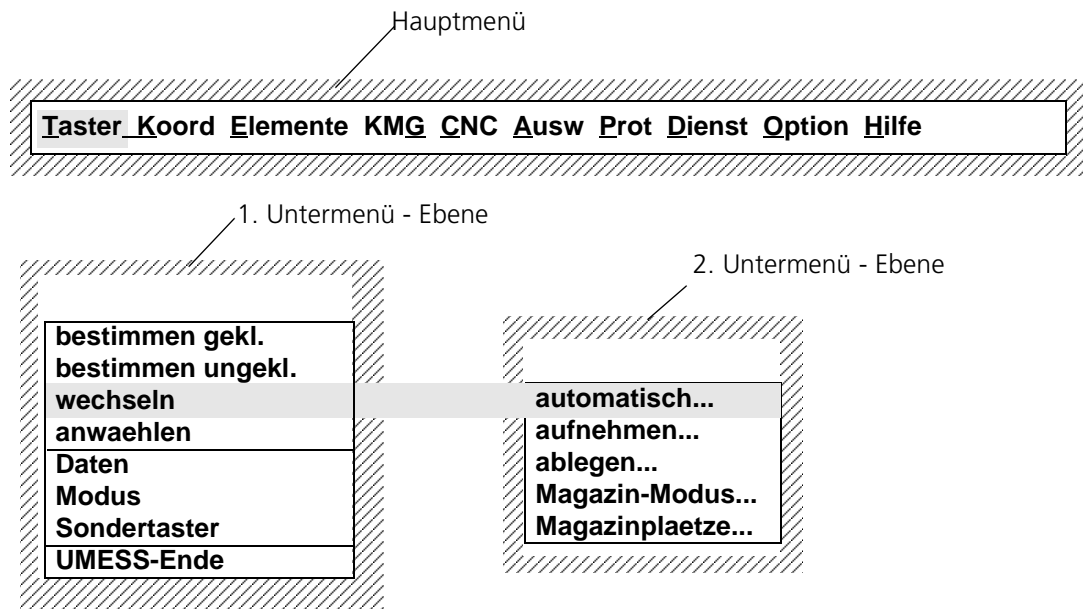 Hauptmenü
Taster Koord Elemente KMG CNC Ausw Prot Dienst Option Hilfe
1. Untermenü - Ebene
bestimmen gekl.
bestimmen ungekl.
wechseln
anwaehlen
Daten
Modus
Sondertaster
UMESS-Ende
2. Untermenü - Ebene
automatisch...
aufnehmen...
ablegen...
Magazin-Modus...
Magazinplaetze...